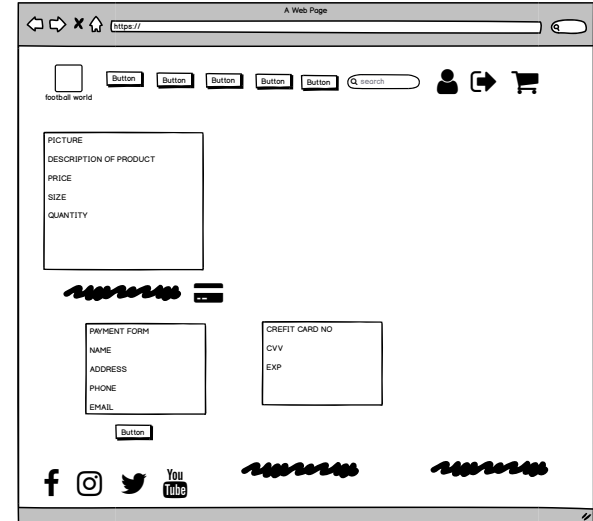 A Web Page
https://
Button Button Button Button Button search
football world
PICTURE
DESCRIPTION OF PRODUCT
PRICE
SIZE
QUANTITY
PAYMENT FORM
NAME
ADDRESS
PHONE
EMAIL
CREFIT CARD NO
CVV
EXP
Button
f
You
Tube